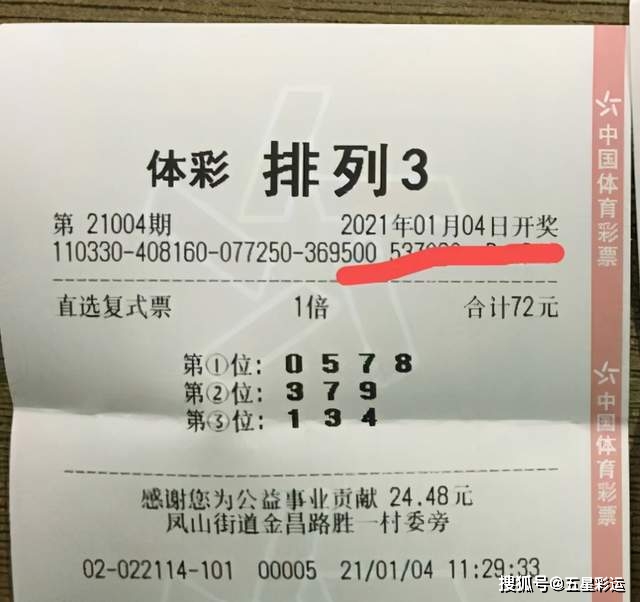 体彩 排列3
第 21004期 2021年01月04日开奖
110330-408160-077250-369500
直选复式票 1倍 合计72元
第①位: 0 5 7 8
第②位: 3 7 9
第③位: 1 3 4
感谢您为公益事业贡献 24.48元
凤山街道金昌路胜一村委旁
02-022114-101 00005 21/01/04 11:29:33
中国体育彩票
中国体育彩票
搜狐号@五星彩运